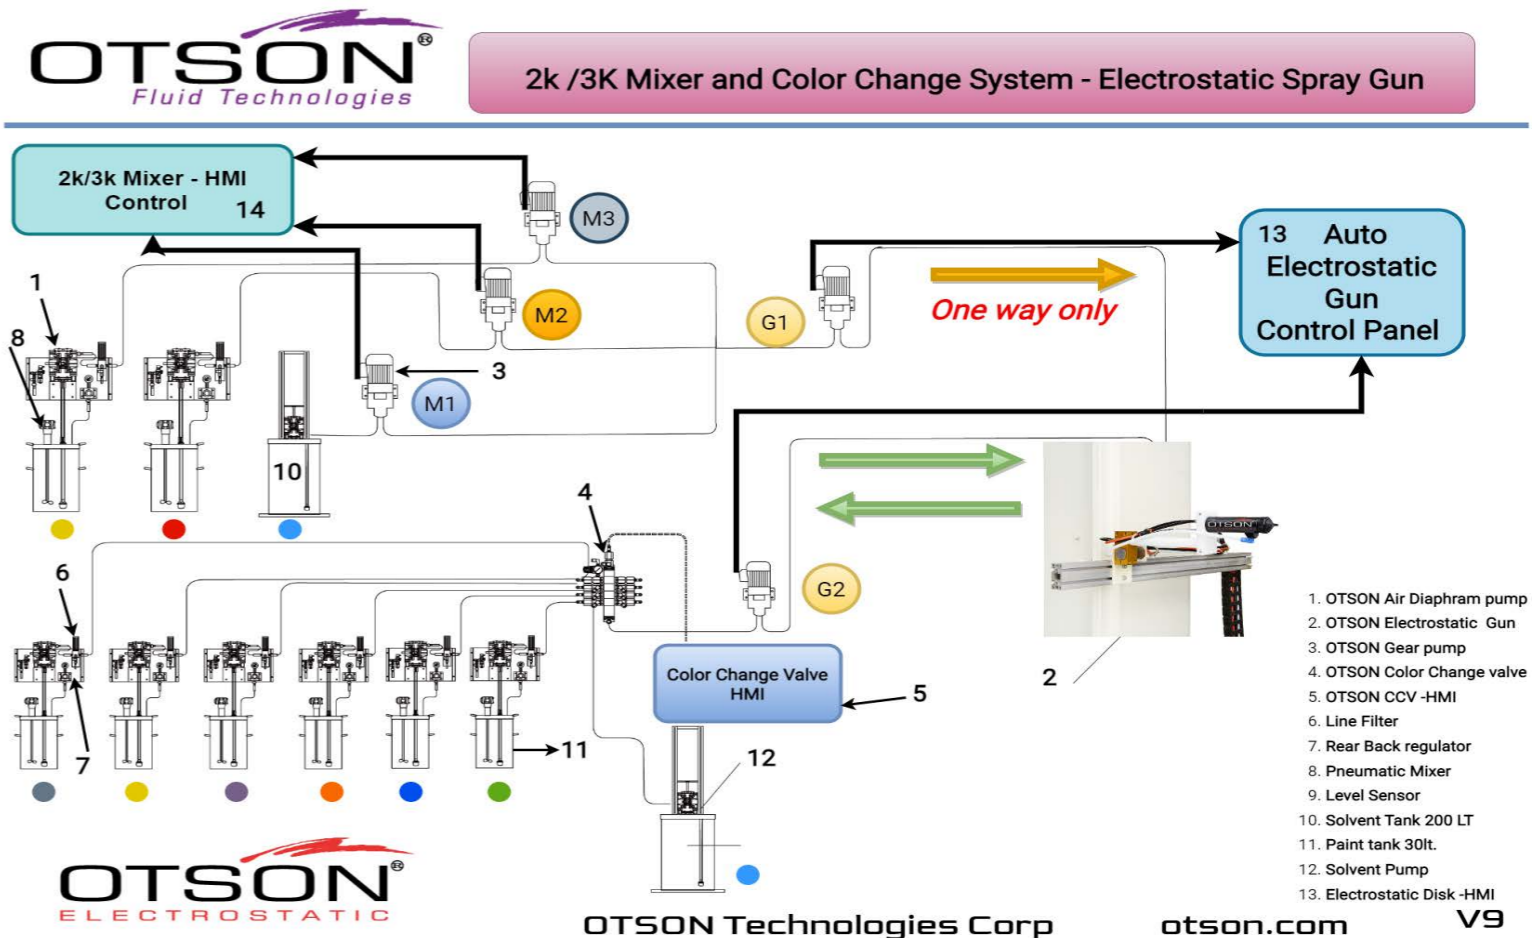 OTSON®
Fluid Technologies
2k /3K Mixer and Color Change System - Electrostatic Spray Gun
2k/3k Mixer - HMI
Control
14
M3
13 Auto
Electrostatic
Gun
Control Panel
1
M2
G1
One way only
8
3
M1
10
4
6
G2
Color Change Valve
HMI
5
2
7
11
12
OTSON
1. OTSON Air Diaphram pump
2. OTSON Electrostatic Gun
3. OTSON Gear pump
4. OTSON Color Change valve
5. OTSON CCV -HMI
6. Line Filter
7. Rear Back regulator
8. Pneumatic Mixer
9. Level Sensor
10. Solvent Tank 200 LT
11. Paint tank 30lt.
12. Solvent Pump
13. Electrostatic Disk -HMI
OTSON®
ELECTROSTATIC
OTSON Technologies Corp
otson.com
V9